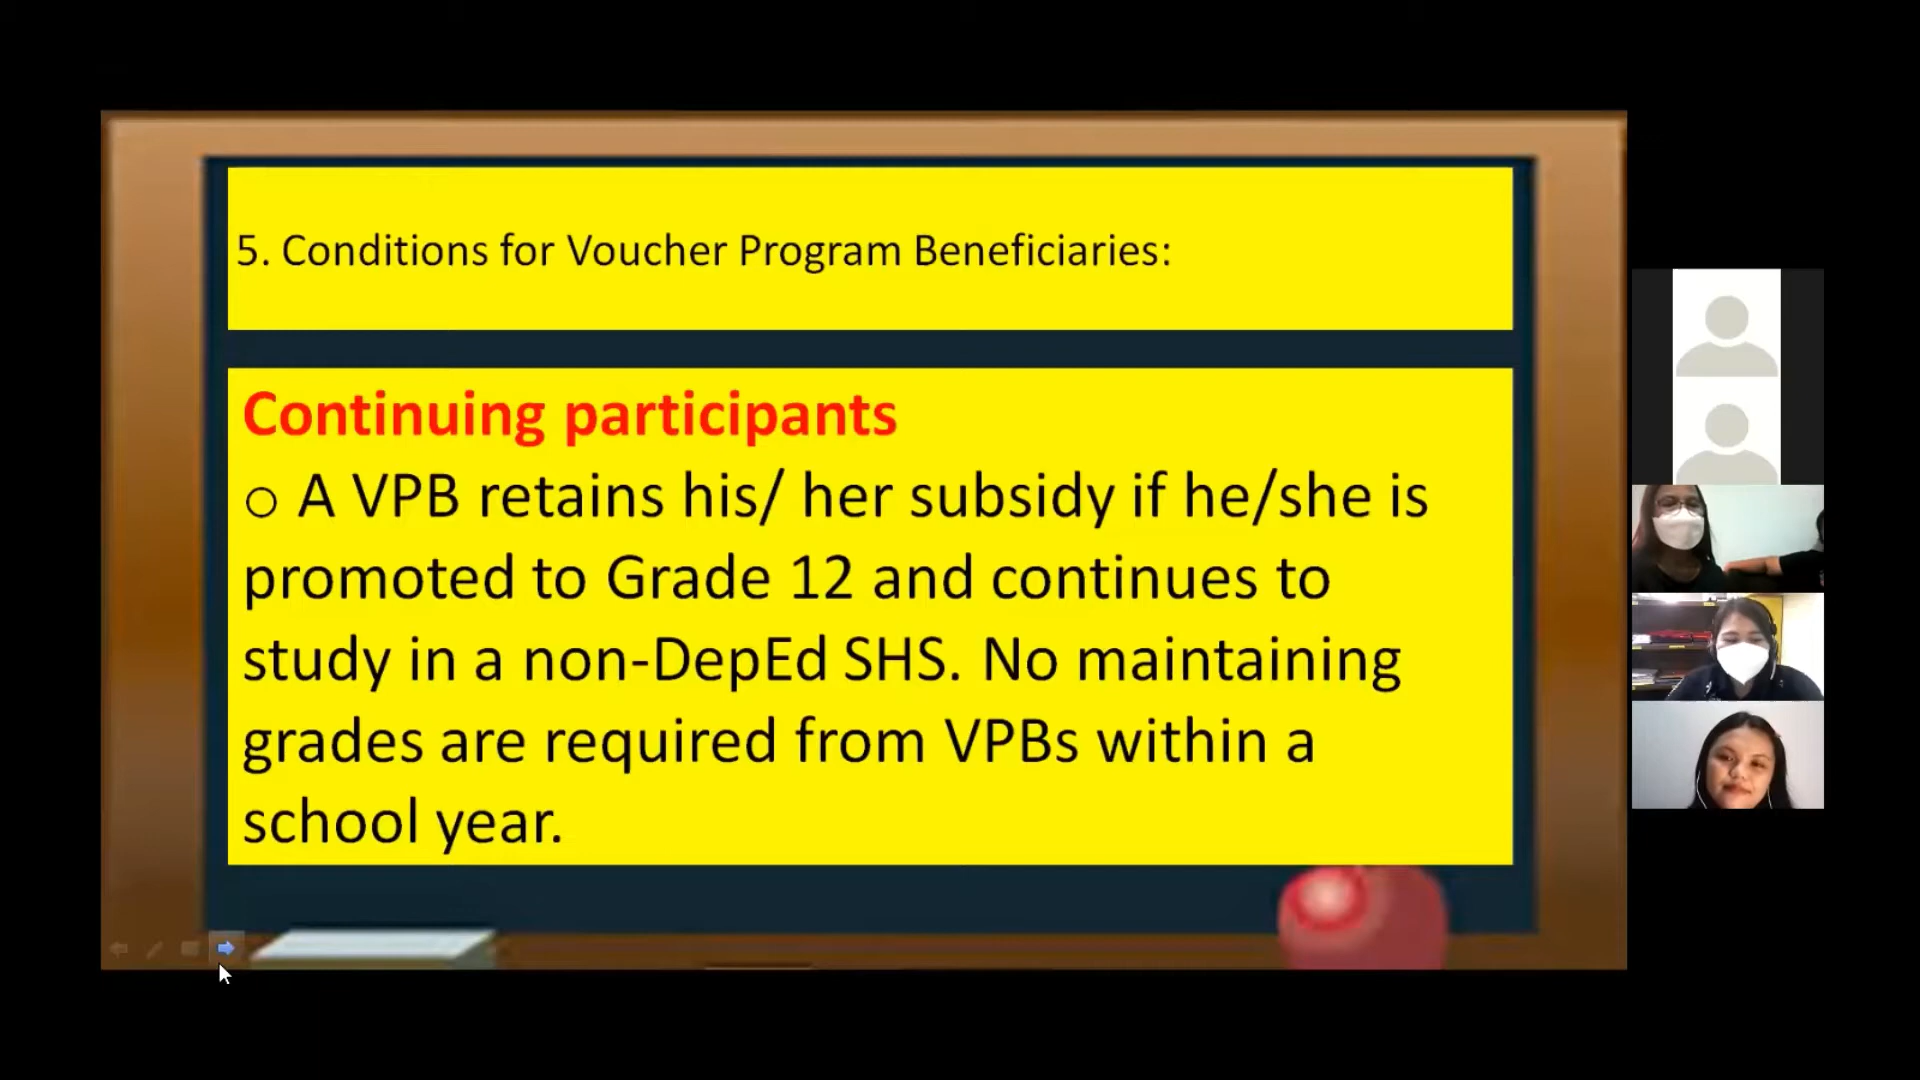 5. Conditions for Voucher Program Beneficiaries:
Continuing participants
o A VPB retains his/ her subsidy if he/she is
promoted to Grade 12 and continues to
study in a non-DepEd SHS. No maintaining
grades are required from VPBs within a
school year.